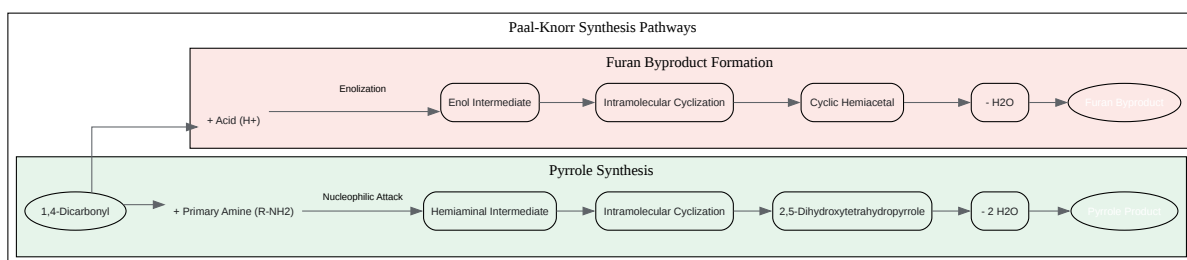 Paal-Knorr Synthesis Pathways
Furan Byproduct Formation
+ Acid (H+)
Enolization
Enol Intermediate
Intramolecular Cyclization
Cyclic Hemiacetal
- H2O
Furan Byproduct
Pyrrole Synthesis
1,4-Dicarbonyl
+ Primary Amine (R-NH2)
Nucleophilic Attack
Hemiaminal Intermediate
Intramolecular Cyclization
2,5-Dihydroxytetrahydropyrrole
- 2 H2O
Pyrrole Product